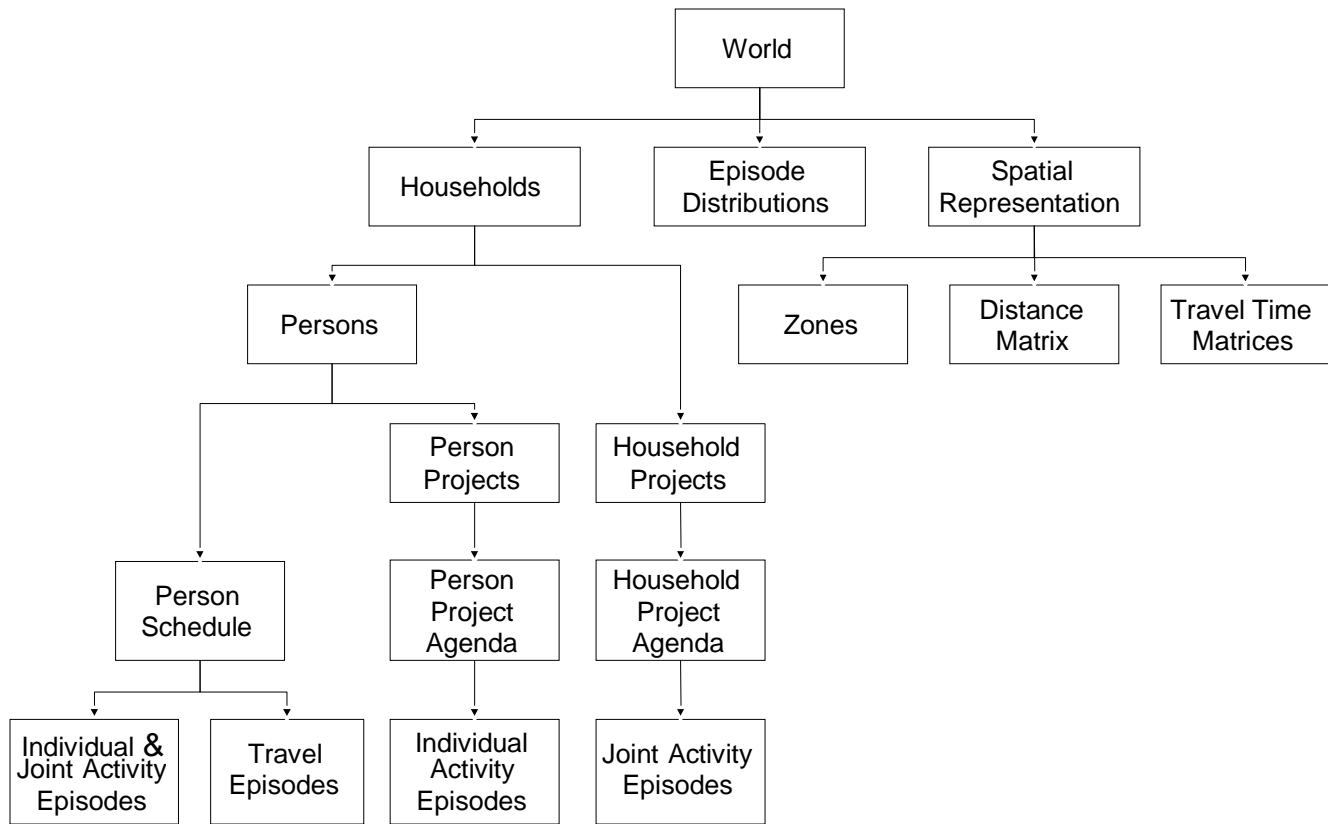 World
Households
Episode
Distributions
Spatial
Representation
Persons
Zones
Distance
Matrix
Travel Time
Matrices
Person
Projects
Household
Projects
Person
Schedule
Person
Project
Agenda
Household
Project
Agenda
Individual &
Joint Activity
Episodes
Travel
Episodes
Individual
Activity
Episodes
Joint Activity
Episodes